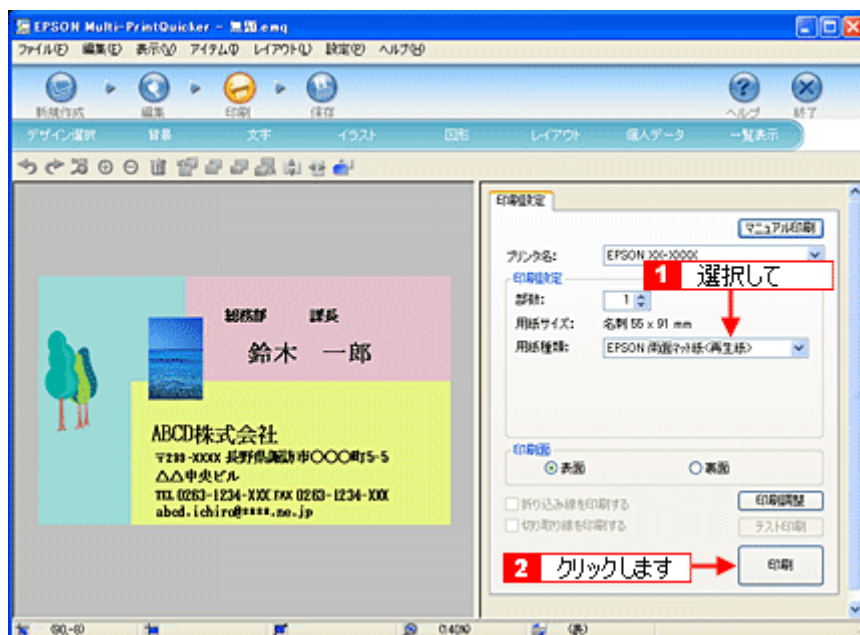 EPSON Multi-PrintQuicker - 無題.emq
ファイル(F) 編集(E) 表示(V) アイテム(I) レイアウト(L) 設定(P) ヘルプ(H)
新規作成 編集 印刷 保存 ヘルプ 終了
デザイン選択 背景 文字 イラスト 図形 レイアウト 個人データ 一覧表示
印刷設定
マニュアル印刷
プリンタ名: EPSON XX-XXXX
1 選択して
印刷設定
部数: 1
用紙サイズ: 名刺 55 x 91 mm
用紙種類: EPSON 両面マット紙<再生紙>
印刷面
表面 裏面
折り込み線を印刷する 印刷調整
切り取り線を印刷する テスト印刷
2 クリックします 印刷
総務部 課長
鈴木 一郎
ABCD株式会社
〒299-XXXX 長野県諏訪市〇〇〇町5-5
△△中央ビル
TEL 0263-1234-XXX FAX 0263-1234-XXX
abcd.ichiro@****.ne.jp
(表)